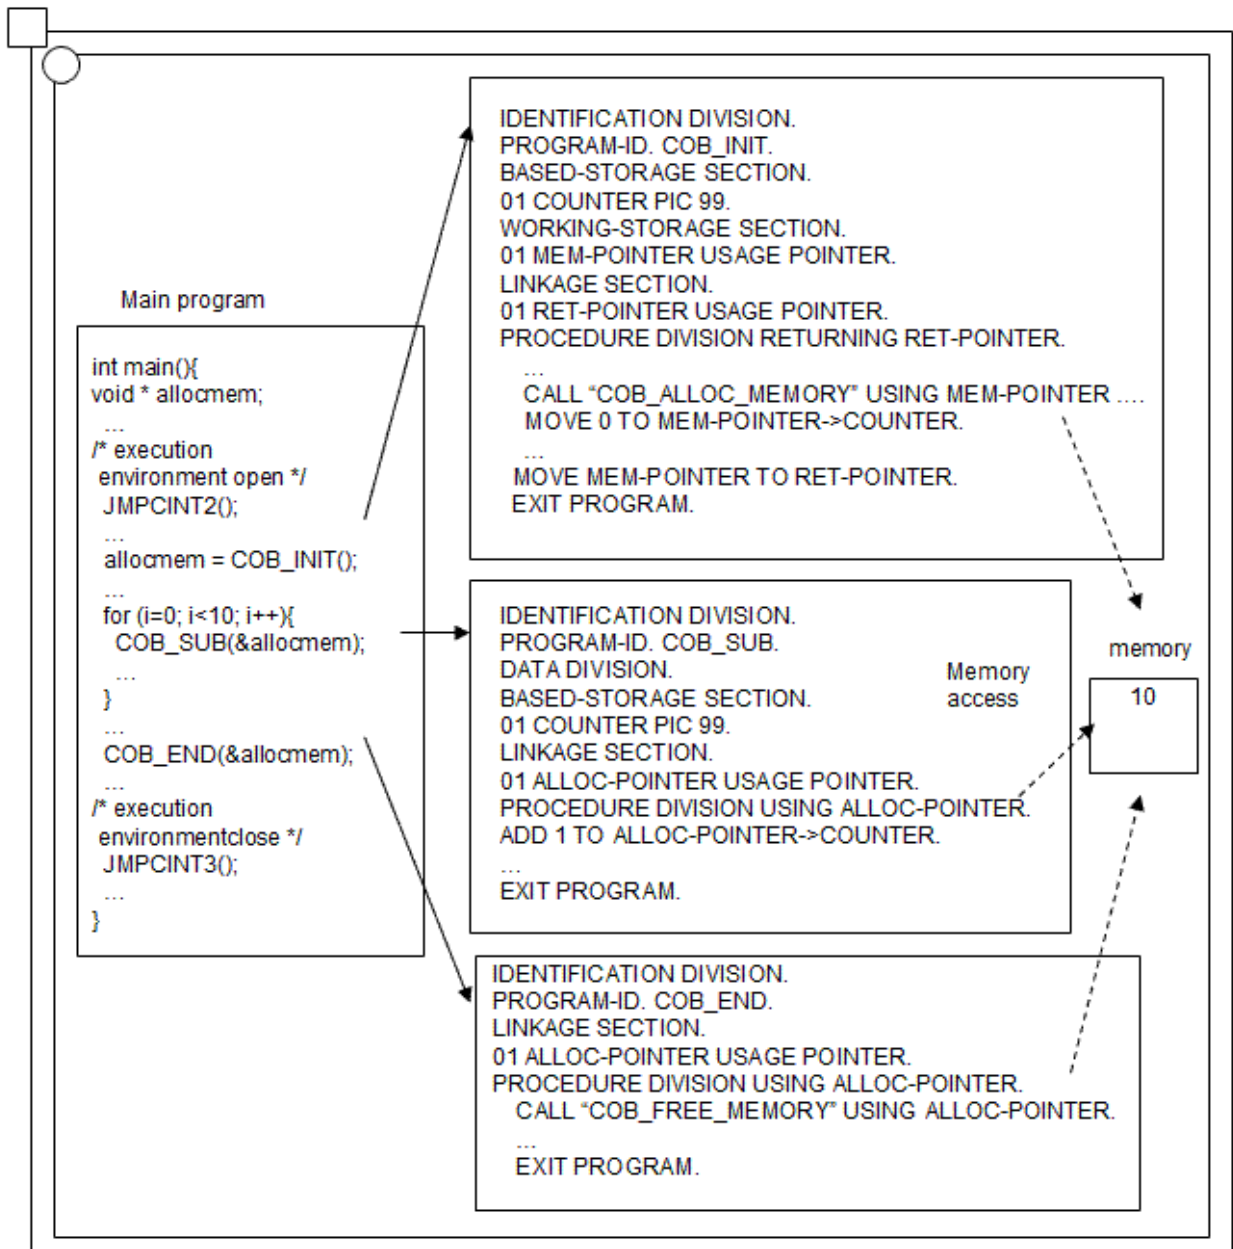 Main program
int main(){
void * allocmem;
...
/* execution
environment open */
JMPCINT2();
...
allocmem = COB_INIT();
...
for (i=0; i<10; i++){
COB_SUB(&allocmem);
...
}
...
COB_END(&allocmem);
...
/* execution
environmentclose */
JMPCINT3();
...
}
IDENTIFICATION DIVISION.
PROGRAM-ID. COB_INIT.
BASED-STORAGE SECTION.
01 COUNTER PIC 99.
WORKING-STORAGE SECTION.
01 MEM-POINTER USAGE POINTER.
LINKAGE SECTION.
01 RET-POINTER USAGE POINTER.
PROCEDURE DIVISION RETURNING RET-POINTER.
...
CALL “COB_ALLOC_MEMORY” USING MEM-POINTER ....
MOVE 0 TO MEM-POINTER->COUNTER.
...
MOVE MEM-POINTER TO RET-POINTER.
EXIT PROGRAM.
IDENTIFICATION DIVISION.
PROGRAM-ID. COB_SUB.
DATA DIVISION.
BASED-STORAGE SECTION.
01 COUNTER PIC 99.
LINKAGE SECTION.
01 ALLOC-POINTER USAGE POINTER.
PROCEDURE DIVISION USING ALLOC-POINTER.
ADD 1 TO ALLOC-POINTER->COUNTER.
...
EXIT PROGRAM.
Memory
access
memory
10
IDENTIFICATION DIVISION.
PROGRAM-ID. COB_END.
LINKAGE SECTION.
01 ALLOC-POINTER USAGE POINTER.
PROCEDURE DIVISION USING ALLOC-POINTER.
CALL “COB_FREE_MEMORY” USING ALLOC-POINTER.
...
EXIT PROGRAM.